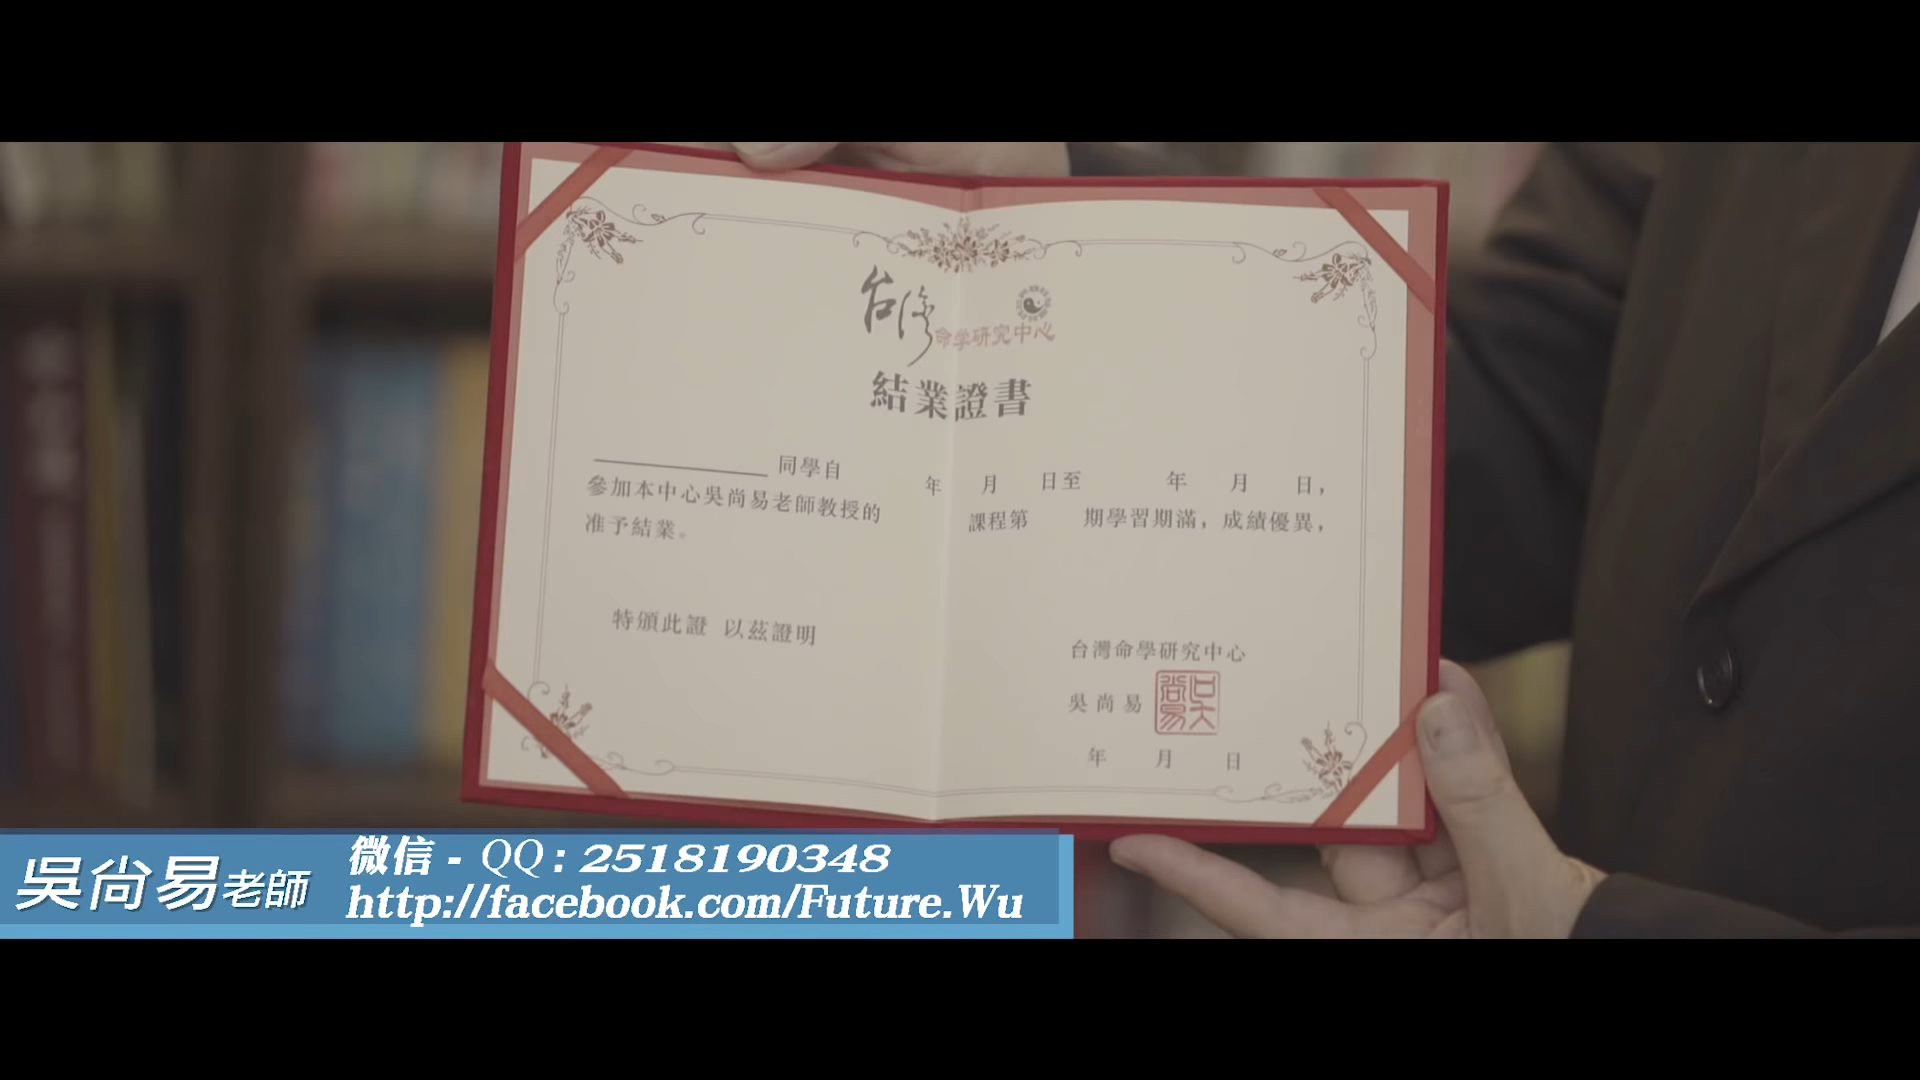 台灣命学研究中心
結業證書
同學自 年 月 日至 年 月 日，
參加本中心吳尚易老師教授的 課程第 期學習期滿，成績優異，
准予結業。
特頒此證 以茲證明
台灣命學研究中心
吳尚易
吳尚易
年 月 日
吳尚易老師
微信 - QQ : 2518190348
http://facebook.com/Future.Wu